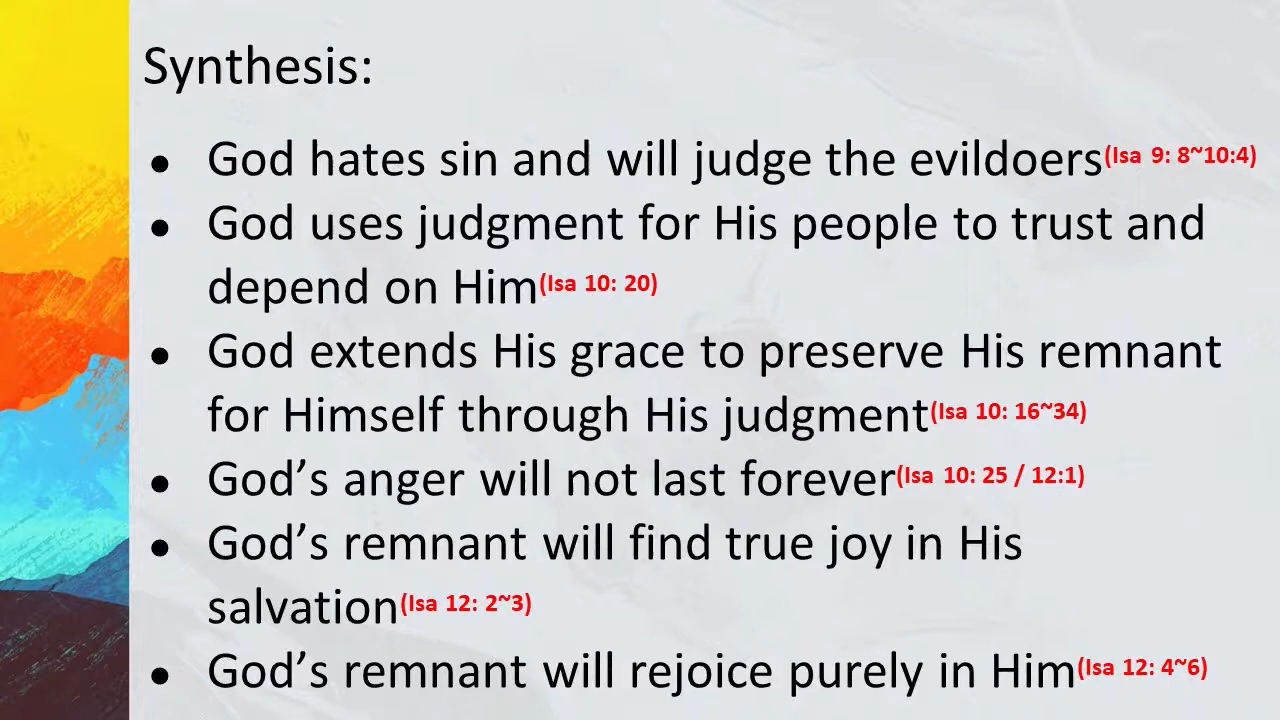 Synthesis:
● God hates sin and will judge the evildoers(Isa 9: 8~10:4)
● God uses judgment for His people to trust and
depend on Him(Isa 10: 20)
● God extends His grace to preserve His remnant
for Himself through His judgment(Isa 10: 16~34)
● God’s anger will not last forever(Isa 10: 25 / 12:1)
● God’s remnant will find true joy in His
salvation(Isa 12: 2~3)
● God’s remnant will rejoice purely in Him(Isa 12: 4~6)